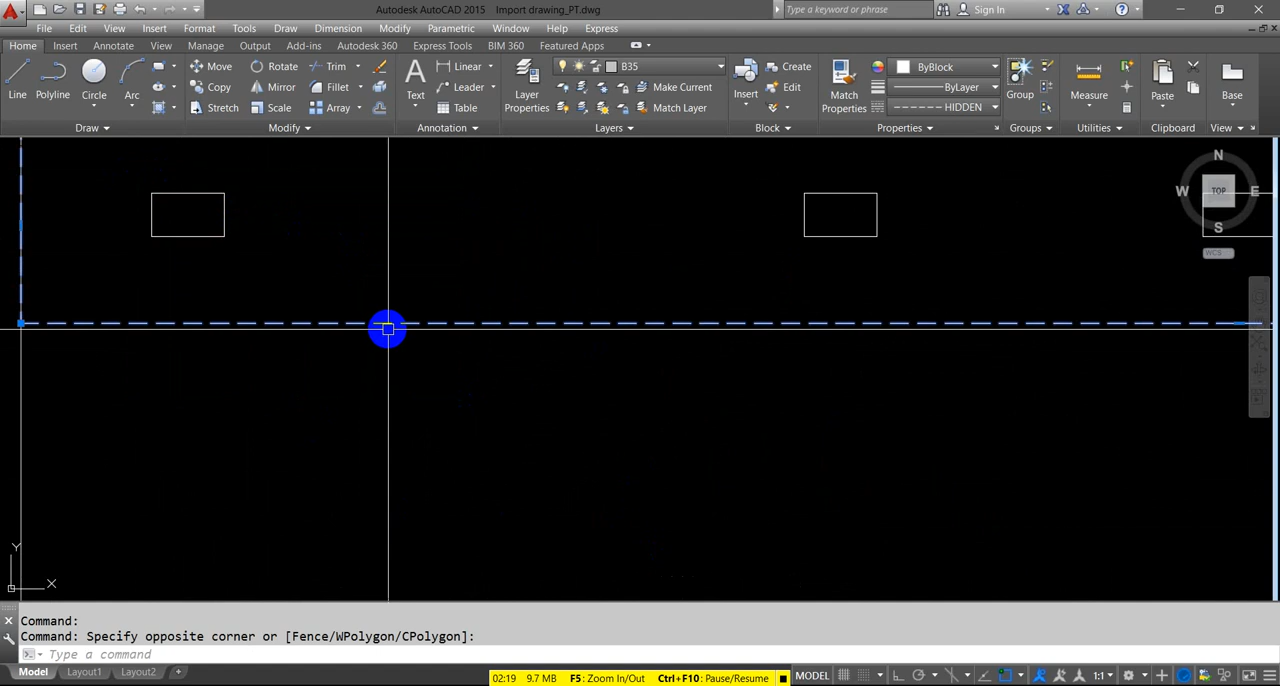 Autodesk AutoCAD 2015    Import drawing_PT.dwg
Type a keyword or phrase
Sign In
File Edit View Insert Format Tools Draw Dimension Modify Parametric Window Help Express
Home Insert Annotate View Manage Output Add-ins Autodesk 360 Express Tools BIM 360 Featured Apps
Line Polyline Circle Arc
Move Rotate Trim
Copy Mirror Fillet
Stretch Scale Array
Text
Linear
Leader
Table
Layer Properties
B35
Make Current
Match Layer
Insert
Create
Edit
Match Properties
ByBlock
ByLayer
HIDDEN
Group
Measure
Paste
Base
Draw Modify Annotation Layers Block Properties Groups Utilities Clipboard View
N
W TOP E
S
WCS
Y
X
Command:
Command: Specify opposite corner or [Fence/WPolygon/CPolygon]:
Type a command
Model Layout1 Layout2 +
02:19 9.7 MB F5: Zoom In/Out Ctrl+F10: Pause/Resume
MODEL
1:1